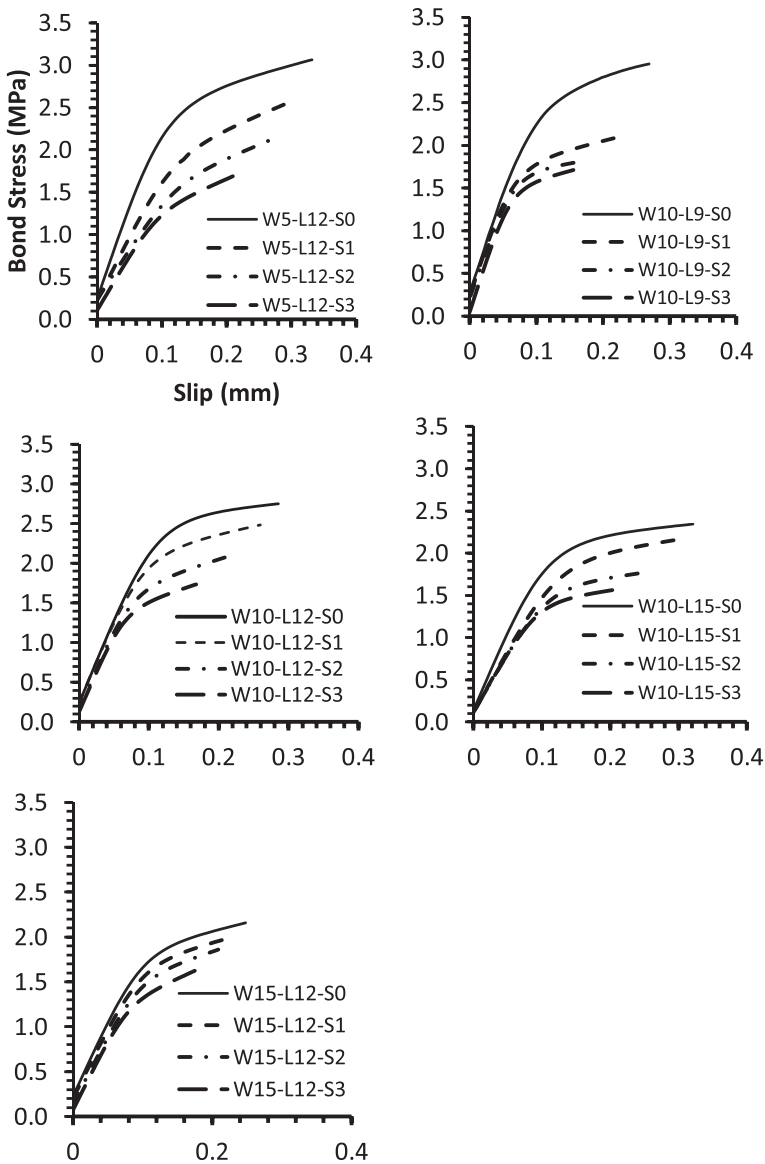 Bond Stress (MPa)
3.5
3.0
2.5
2.0
1.5
1.0
0.5
0.0
W5-L12-S0
W5-L12-S1
W5-L12-S2
W5-L12-S3
0 0.1 0.2 0.3 0.4
Slip (mm)
3.5
3.0
2.5
2.0
1.5
1.0
0.5
0.0
W10-L9-S0
W10-L9-S1
W10-L9-S2
W10-L9-S3
0 0.1 0.2 0.3 0.4
3.5
3.0
2.5
2.0
1.5
1.0
0.5
0.0
W10-L12-S0
W10-L12-S1
W10-L12-S2
W10-L12-S3
0 0.1 0.2 0.3 0.4
3.5
3.0
2.5
2.0
1.5
1.0
0.5
0.0
W10-L15-S0
W10-L15-S1
W10-L15-S2
W10-L15-S3
0 0.1 0.2 0.3 0.4
3.5
3.0
2.5
2.0
1.5
1.0
0.5
0.0
W15-L12-S0
W15-L12-S1
W15-L12-S2
W15-L12-S3
0 0.2 0.4